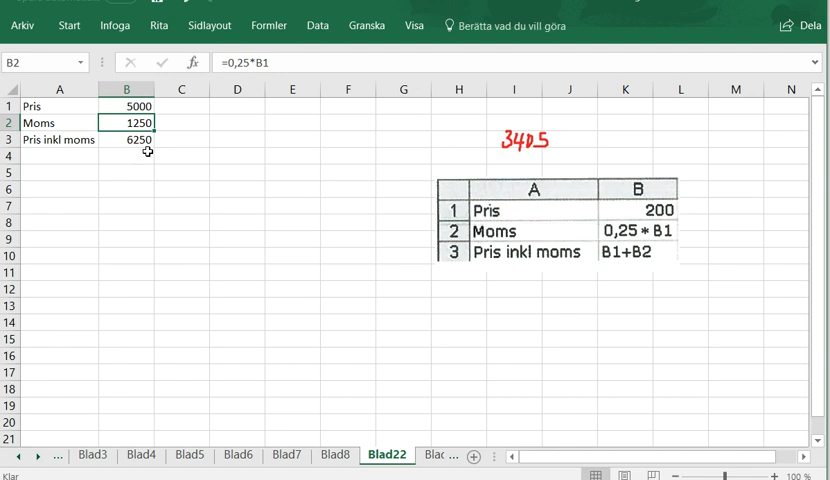 Arkiv Start Infoga Rita Sidlayout Formler Data Granska Visa Berätta vad du vill göra Dela
B2 fx =0,25*B1
A B C D E F G H I J K L M N
1 Pris 5000
2 Moms 1250
3 Pris inkl moms 6250
4
5
6
7
8
9
10
11
12
13
14
15
16
17
18
19
20
21
3405
A B
1 Pris 200
2 Moms 0,25*B1
3 Pris inkl moms B1+B2
... Blad3 Blad4 Blad5 Blad6 Blad7 Blad8 Blad22 Blac ...
Klar 100 %